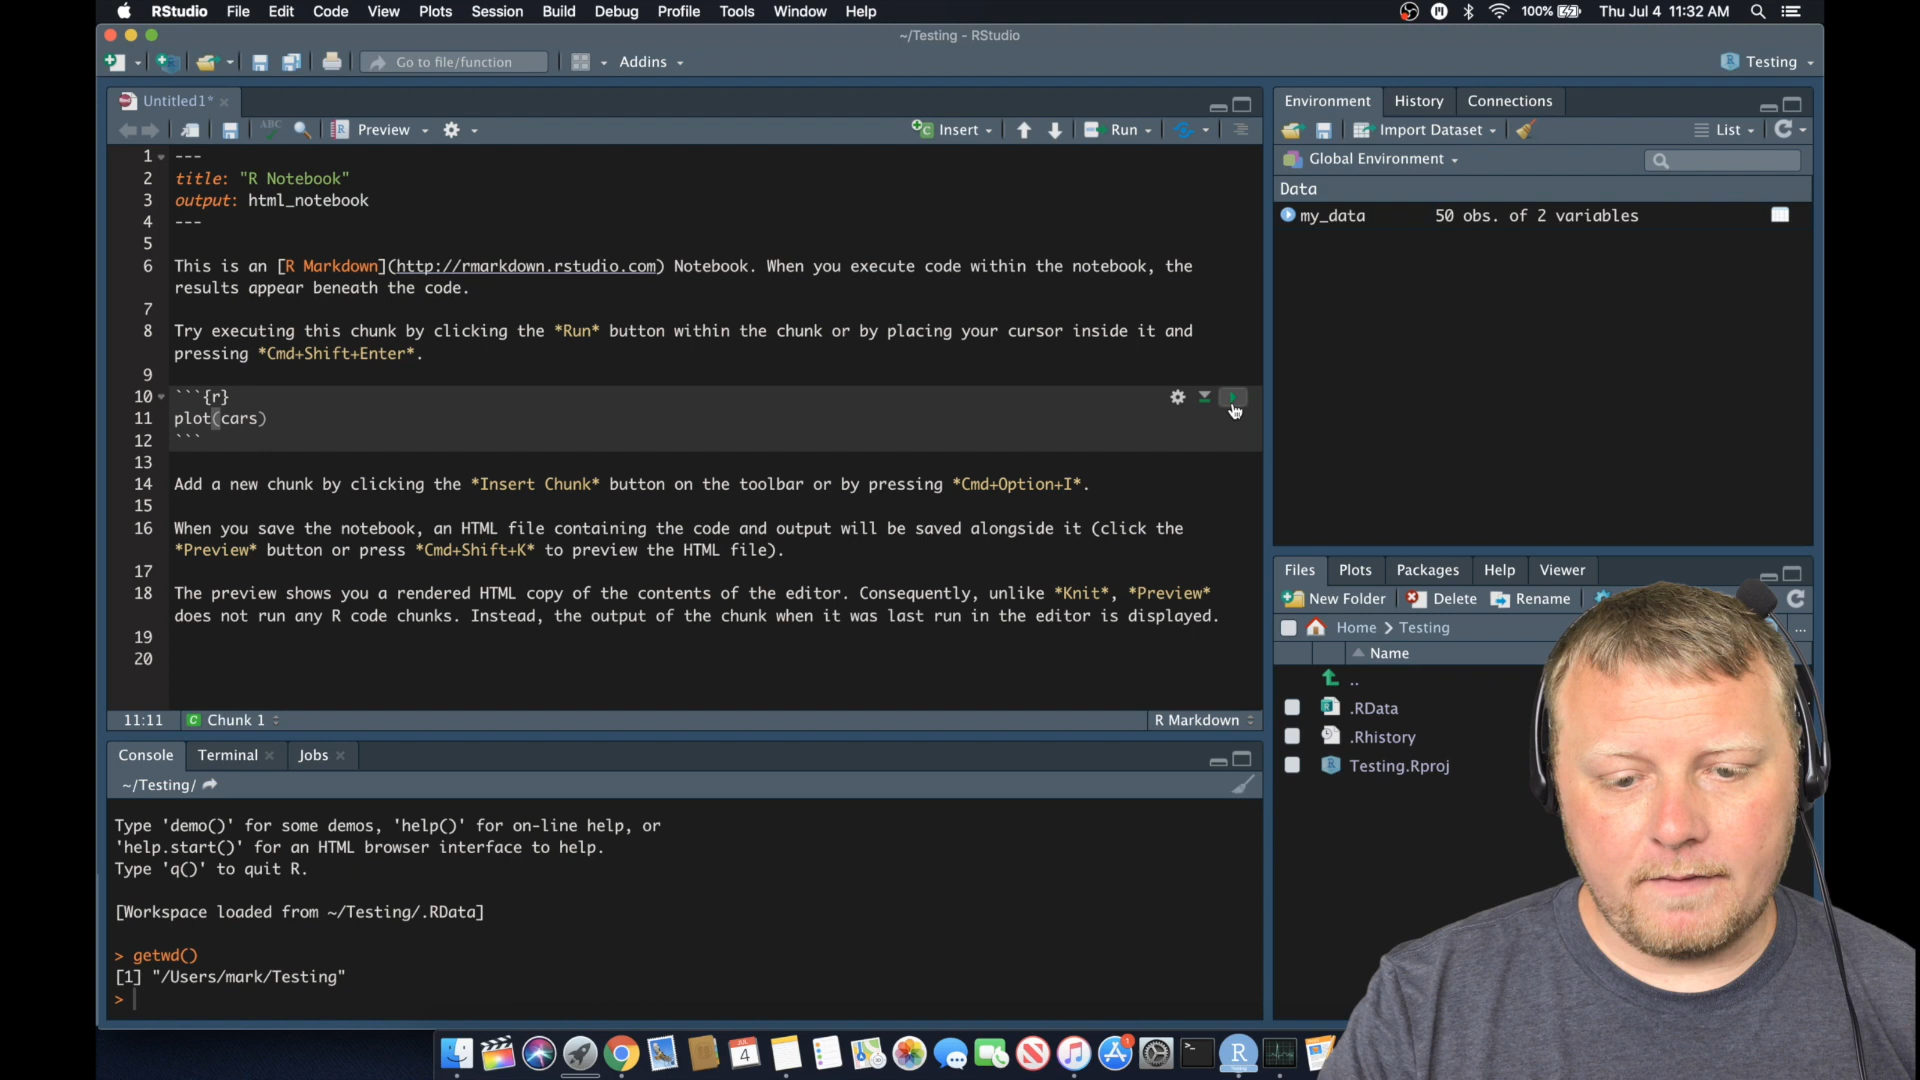 RStudio File Edit Code View Plots Session Build Debug Profile Tools Window Help 100% Thu Jul 4 11:32 AM
~/Testing - RStudio
Go to file/function Addins Testing
Untitled1*
ABC Preview Insert Run
1 ---
2 title: "R Notebook"
3 output: html_notebook
4 ---
5
6 This is an [R Markdown](http://rmarkdown.rstudio.com) Notebook. When you execute code within the notebook, the
results appear beneath the code.
7
8 Try executing this chunk by clicking the *Run* button within the chunk or by placing your cursor inside it and
pressing *Cmd+Shift+Enter*.
9
10 ```{r}
11 plot(cars)
12 ```
13
14 Add a new chunk by clicking the *Insert Chunk* button on the toolbar or by pressing *Cmd+Option+I*.
15
16 When you save the notebook, an HTML file containing the code and output will be saved alongside it (click the
*Preview* button or press *Cmd+Shift+K* to preview the HTML file).
17
18 The preview shows you a rendered HTML copy of the contents of the editor. Consequently, unlike *Knit*, *Preview*
does not run any R code chunks. Instead, the output of the chunk when it was last run in the editor is displayed.
19
20
11:11 C Chunk 1 R Markdown
Console Terminal Jobs
~/Testing/
Type 'demo()' for some demos, 'help()' for on-line help, or
'help.start()' for an HTML browser interface to help.
Type 'q()' to quit R.
[Workspace loaded from ~/Testing/.RData]
> getwd()
[1] "/Users/mark/Testing"
>
Environment History Connections
Import Dataset List
Global Environment
Data
my_data 50 obs. of 2 variables
Files Plots Packages Help Viewer
New Folder Delete Rename
Home Testing ...
Name
..
.RData
.Rhistory
Testing.Rproj
JUL
4
1
R